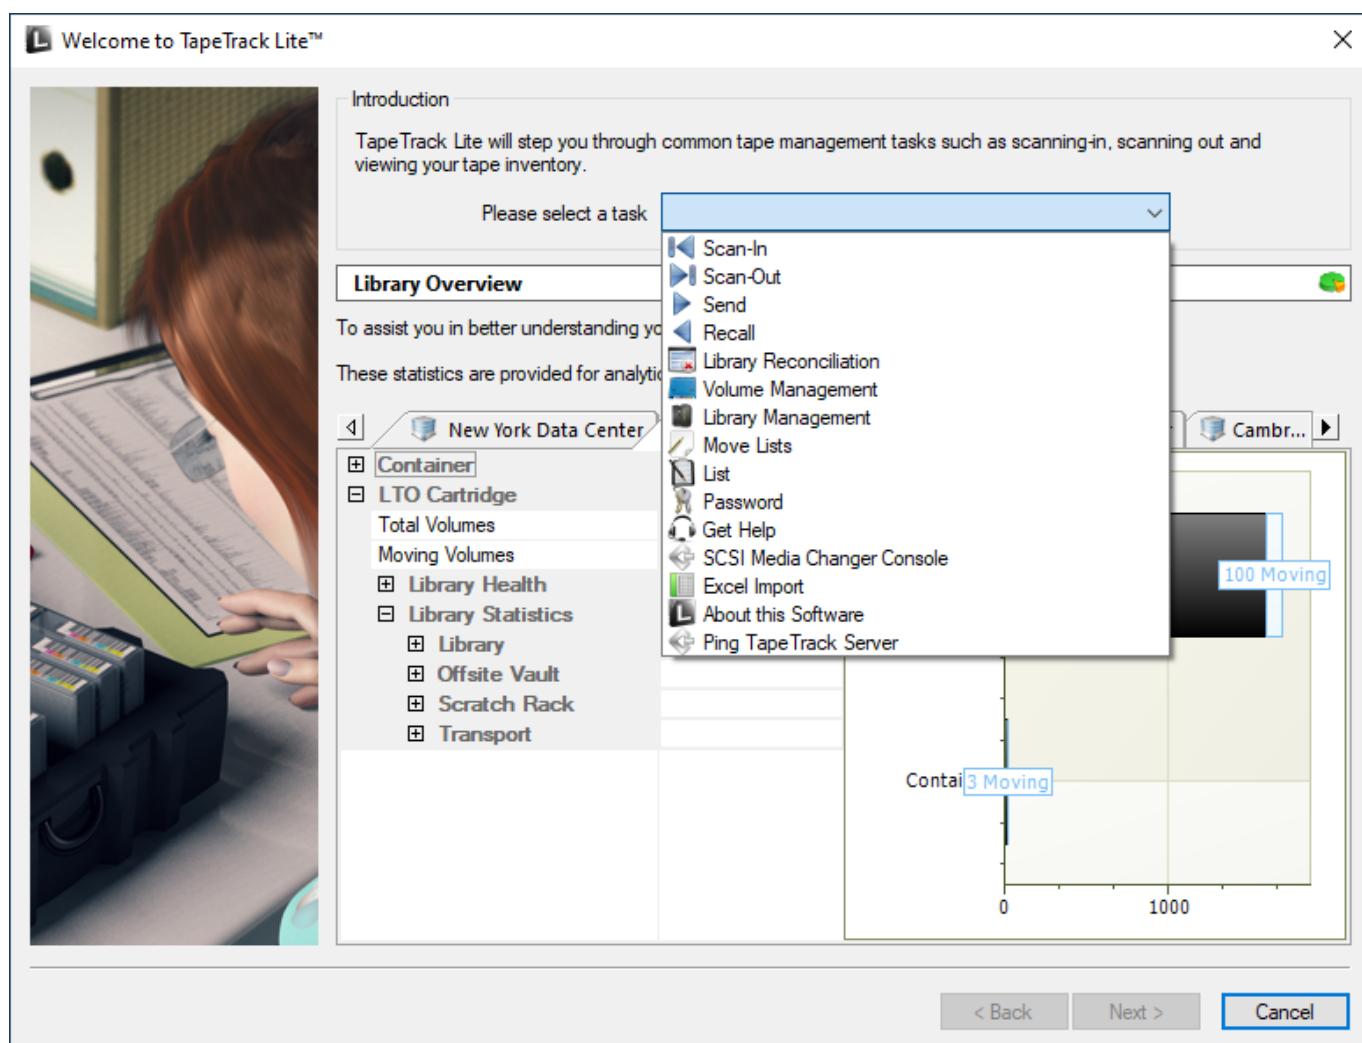 Welcome to TapeTrack Lite™
Introduction
TapeTrack Lite will step you through common tape management tasks such as scanning-in, scanning out and
viewing your tape inventory.
Please select a task
Scan-In
Scan-Out
Send
Recall
Library Reconciliation
Volume Management
Library Management
Move Lists
List
Password
Get Help
SCSI Media Changer Console
Excel Import
About this Software
Ping TapeTrack Server
Library Overview
To assist you in better understanding
These statistics are provided for
New York Data Center
Cambr...
Container
LTO Cartridge
Total Volumes
Moving Volumes
Library Health
Library Statistics
Library
Offsite Vault
Scratch Rack
Transport
100 Moving
3 Moving
0 1000
< Back Next > Cancel